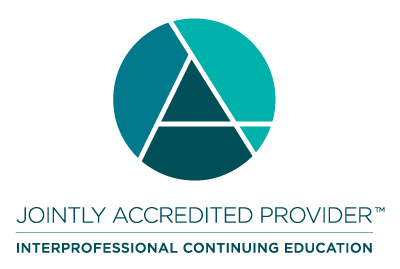 JOINTLY ACCREDITED PROVIDER™
INTERPROFESSIONAL CONTINUING EDUCATION